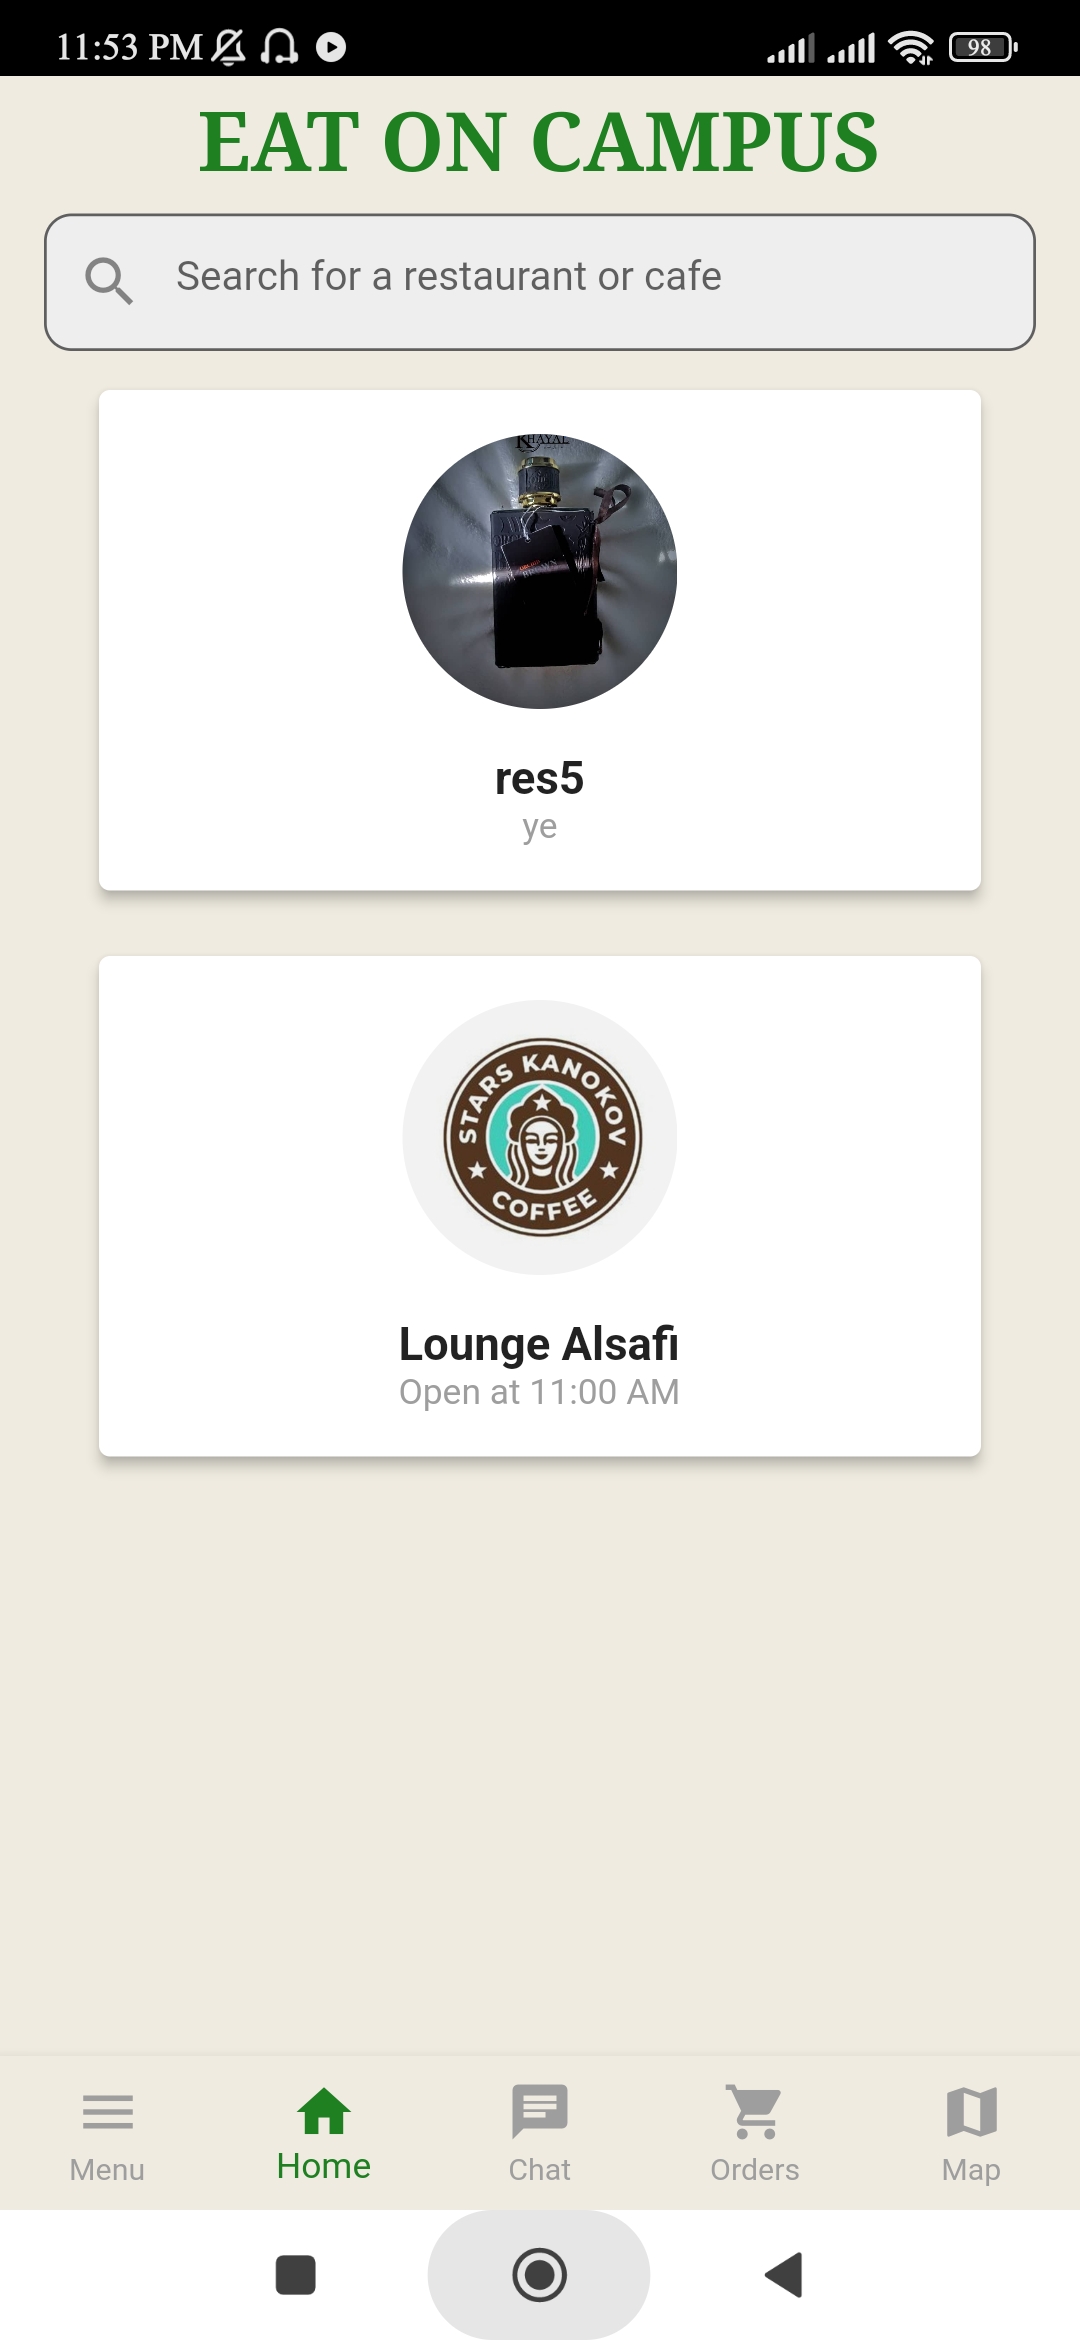 11:53 PM
98
EAT ON CAMPUS
Search for a restaurant or cafe
KHAYAL
res5
ye
STARS KANOKOV
COFFEE
Lounge Alsafi
Open at 11:00 AM
Menu
Home
Chat
Orders
Map